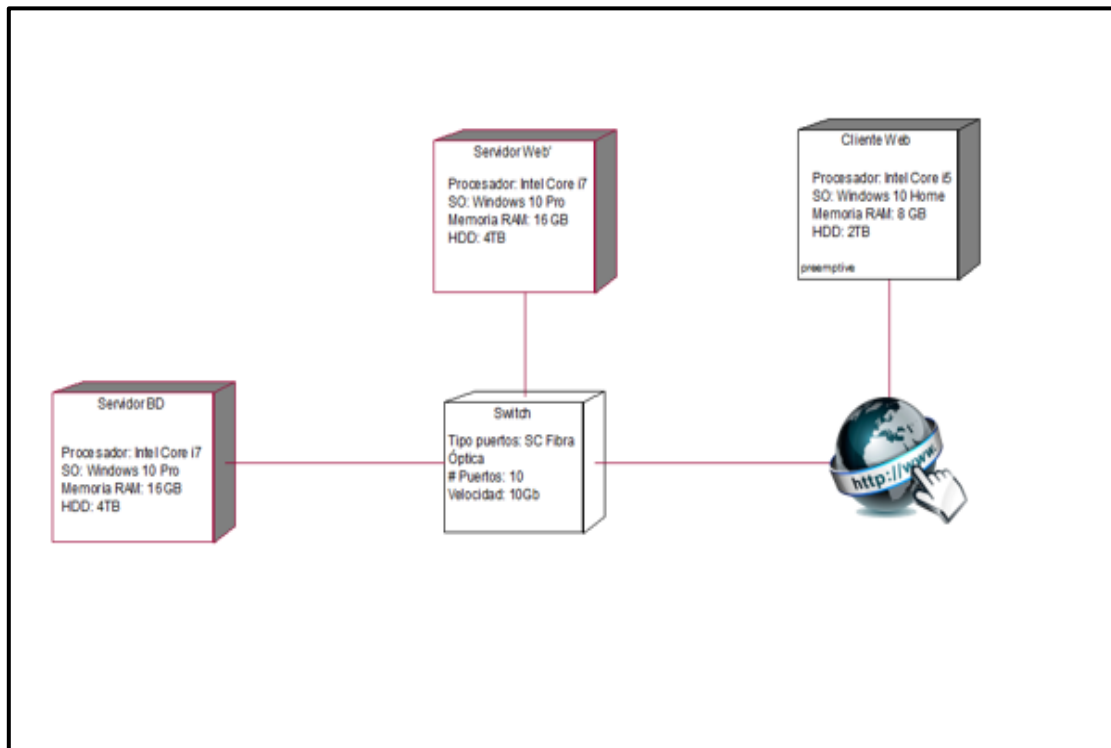 Servidor Web'
Procesador: Intel Core i7
SO: Windows 10 Pro
Memoria RAM: 16 GB
HDD: 4TB
Cliente Web
Procesador: Intel Core i5
SO: Windows 10 Home
Memoria RAM: 8 GB
HDD: 2TB
preemptive
Servidor BD
Procesador: Intel Core i7
SO: Windows 10 Pro
Memoria RAM: 16GB
HDD: 4TB
Switch
Tipo puertos: SC Fibra
Óptica
# Puertos: 10
Velocidad: 10Gb
http://www.